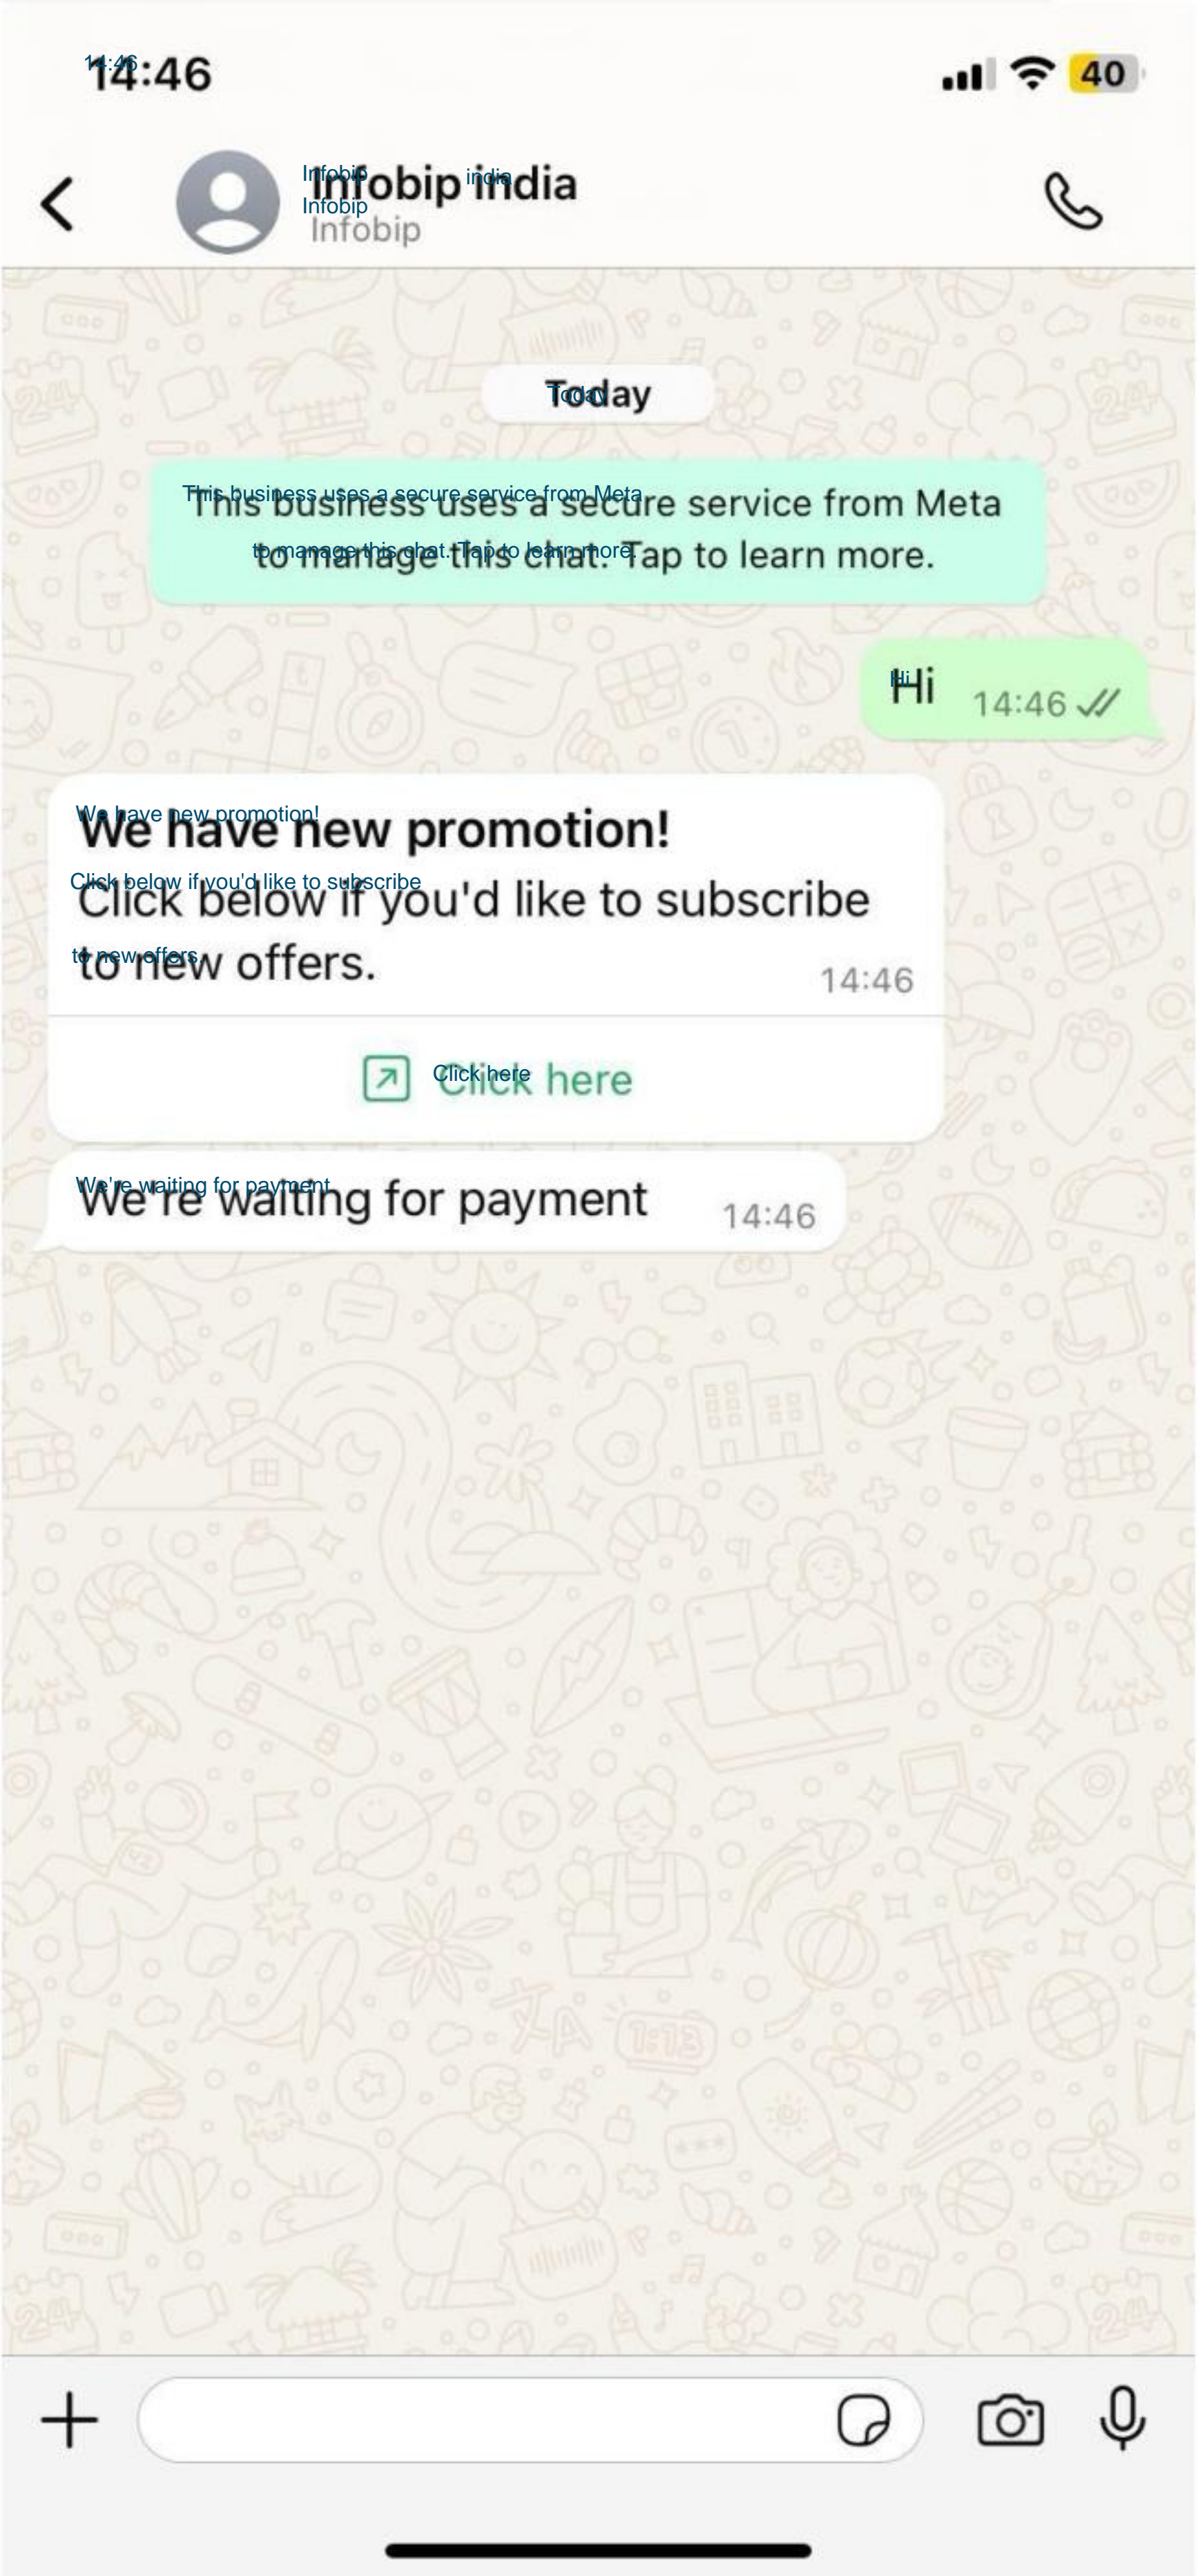 14:46
40
Infobip india
Infobip
Today
This business uses a secure service from Meta
to manage this chat. Tap to learn more.
Hi 14:46
We have new promotion!
Click below if you'd like to subscribe
to new offers.
14:46
Click here
We're waiting for payment 14:46